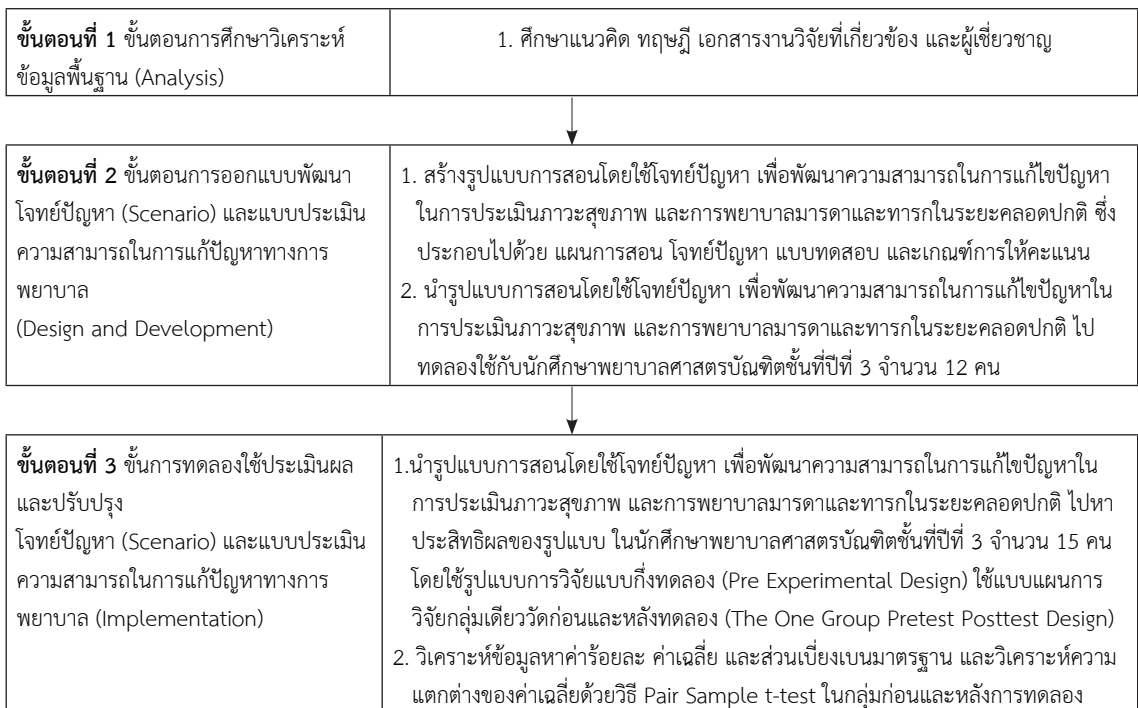 ขั้นตอนที่ 1 ขั้นตอนการศึกษาวิเคราะห์
ข้อมูลพื้นฐาน (Analysis)
1. ศึกษาแนวคิด ทฤษฎี เอกสารงานวิจัยที่เกี่ยวข้อง และผู้เชี่ยวชาญ
ขั้นตอนที่ 2 ขั้นตอนการออกแบบพัฒนา
โจทย์ปัญหา (Scenario) และแบบประเมิน
ความสามารถในการแก้ปัญหาทางการ
พยาบาล
(Design and Development)
1. สร้างรูปแบบการสอนโดยใช้โจทย์ปัญหา เพื่อพัฒนาความสามารถในการแก้ไขปัญหา
ในการประเมินภาวะสุขภาพ และการพยาบาลมารดาและทารกในระยะคลอดปกติ ซึ่ง
ประกอบไปด้วย แผนการสอน โจทย์ปัญหา แบบทดสอบ และเกณฑ์การให้คะแนน
2. นำรูปแบบการสอนโดยใช้โจทย์ปัญหา เพื่อพัฒนาความสามารถในการแก้ไขปัญหาใน
การประเมินภาวะสุขภาพ และการพยาบาลมารดาและทารกในระยะคลอดปกติ ไป
ทดลองใช้กับนักศึกษาพยาบาลศาสตรบัณฑิตชั้นที่ปีที่ 3 จำนวน 12 คน
ขั้นตอนที่ 3 ขั้นการทดลองใช้ประเมินผล
และปรับปรุง
โจทย์ปัญหา (Scenario) และแบบประเมิน
ความสามารถในการแก้ปัญหาทางการ
พยาบาล (Implementation)
1.นำรูปแบบการสอนโดยใช้โจทย์ปัญหา เพื่อพัฒนาความสามารถในการแก้ไขปัญหาใน
การประเมินภาวะสุขภาพ และการพยาบาลมารดาและทารกในระยะคลอดปกติ ไปหา
ประสิทธิผลของรูปแบบ ในนักศึกษาพยาบาลศาสตรบัณฑิตชั้นที่ปีที่ 3 จำนวน 15 คน
โดยใช้รูปแบบการวิจัยแบบกึ่งทดลอง (Pre Experimental Design) ใช้แบบแผนการ
วิจัยกลุ่มเดียววัดก่อนและหลังทดลอง (The One Group Pretest Posttest Design)
2. วิเคราะห์ข้อมูลหาค่าร้อยละ ค่าเฉลี่ย และส่วนเบี่ยงเบนมาตรฐาน และวิเคราะห์ความ
แตกต่างของค่าเฉลี่ยด้วยวิธี Pair Sample t-test ในกลุ่มก่อนและหลังการทดลอง